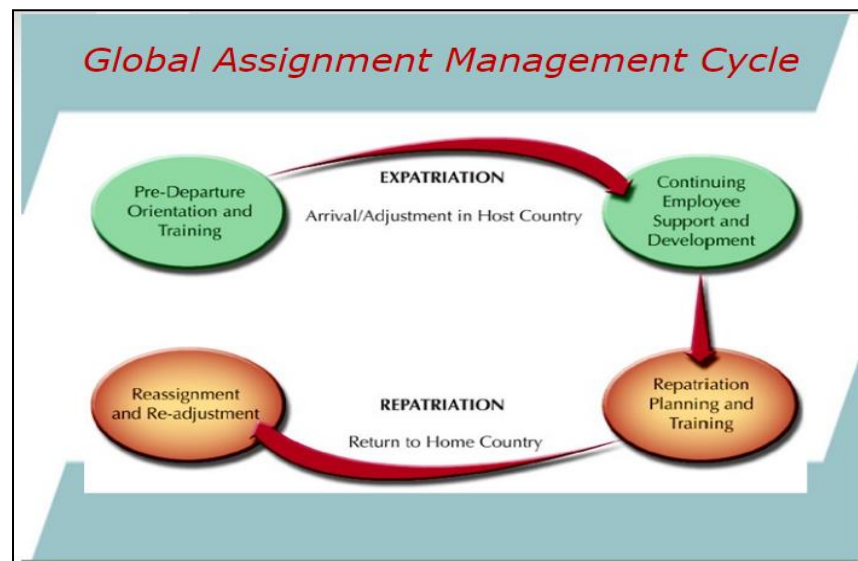 Global Assignment Management Cycle
Pre-Departure
Orientation and
Training
EXPATRIATION
Arrival/Adjustment in Host Country
Continuing
Employee
Support and
Development
Reassignment
and Re-adjustment
REPATRIATION
Return to Home Country
Repatriation
Planning and
Training